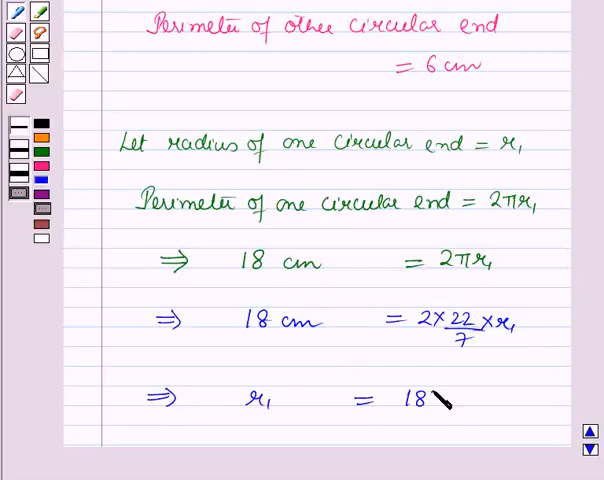 Perimeter of other circular end
= 6 cm
Let radius of one circular end = r₁
Perimeter of one circular end = 2πr₁
⇒ 18 cm = 2πr₁
⇒ 18 cm = 2 × 22/7 × r₁
⇒ r₁ = 18